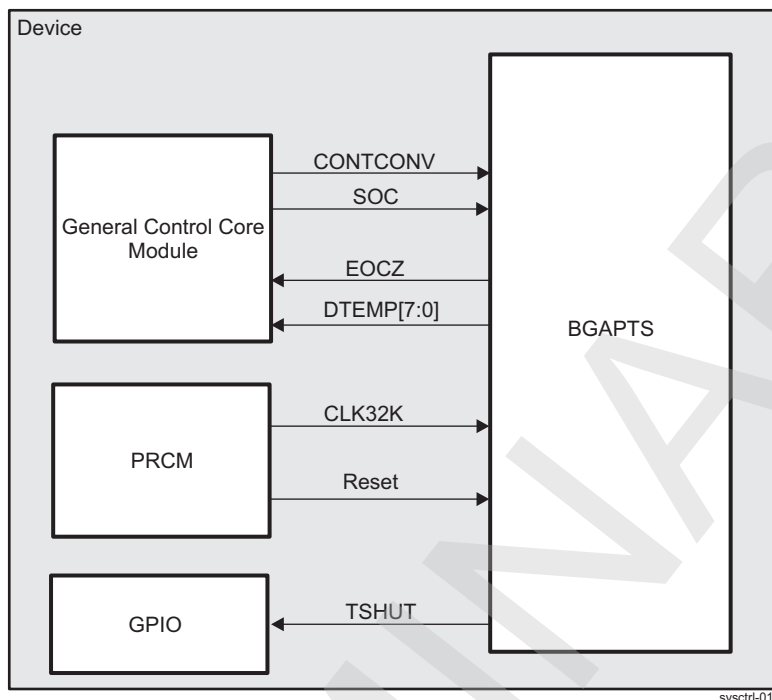 Device
CONTCONV
SOC
General Control Core
Module
EOCZ
DTEMP[7:0]
BGAPTS
CLK32K
PRCM
Reset
TSHUT
GPIO